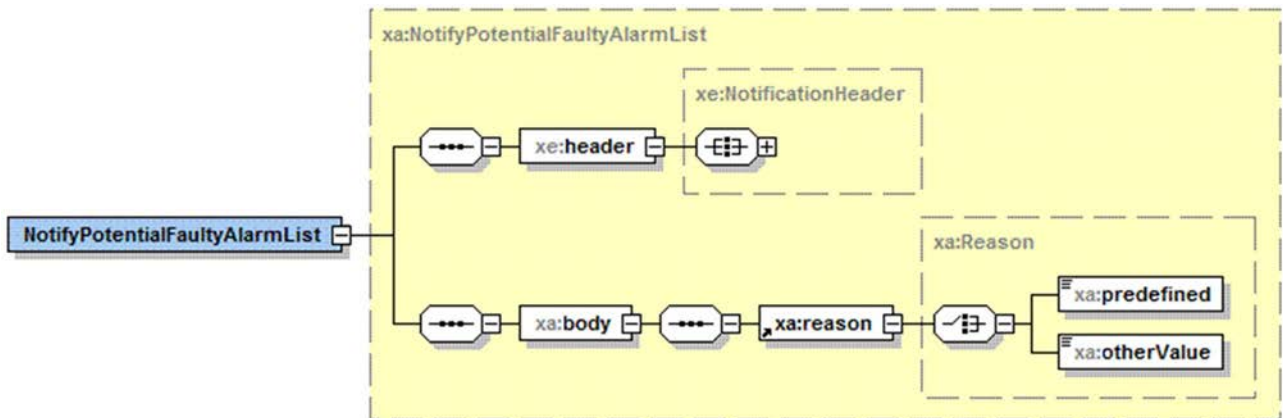 xa:NotifyPotentialFaultyAlarmList
xe:NotificationHeader
xe:header
NotifyPotentialFaultyAlarmList
xa:Reason
xa:predefined
xa:body
xa:reason
xa:otherValue